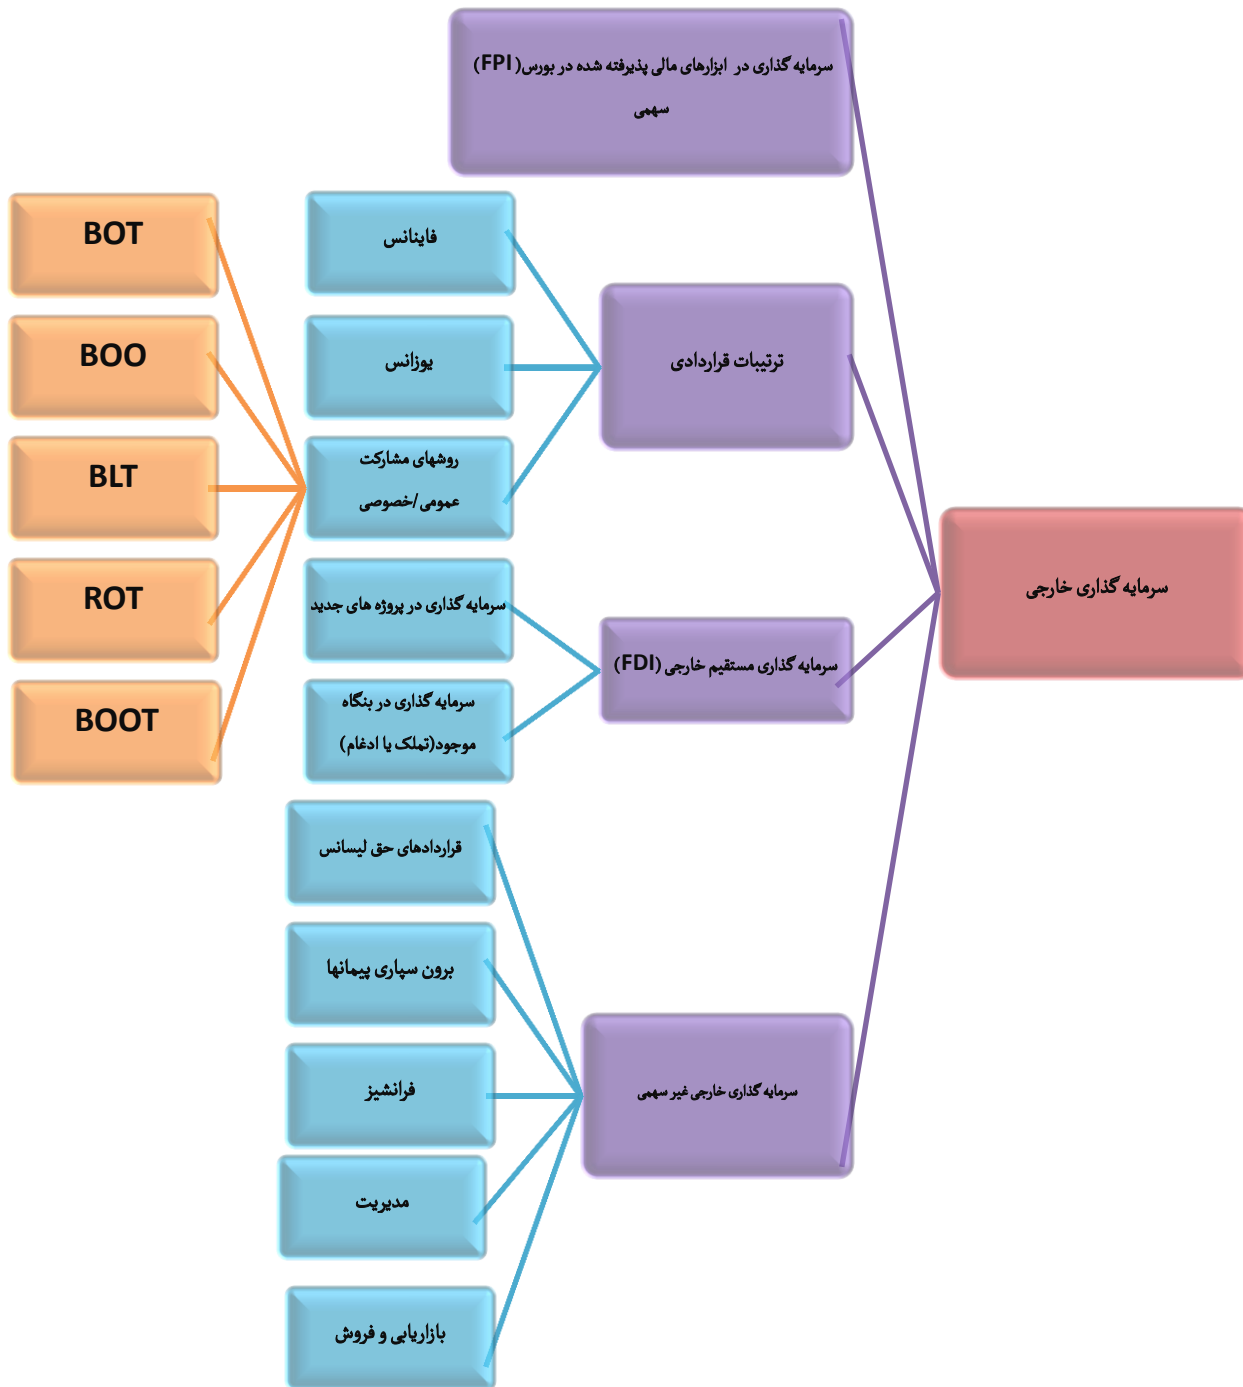 سرمایه گذاری خارجی
سرمایه گذاری در ابزارهای مالی پذیرفته شده در بورس( FPI)
سهمی
ترتیبات قراردادی
فاینانس
یوزانس
روشهای مشارکت
عمومی/خصوصی
BOT
BOO
BLT
ROT
BOOT
سرمایه گذاری مستقیم خارجی (FDI)
سرمایه گذاری در پروژه های جدید
سرمایه گذاری در بنگاه
موجود(تملک یا ادغام)
سرمایه گذاری خارجی غیر سهمی
قراردادهای حق لیسانس
برون سپاری پیمانها
فرانشیز
مدیریت
بازاریابی و فروش